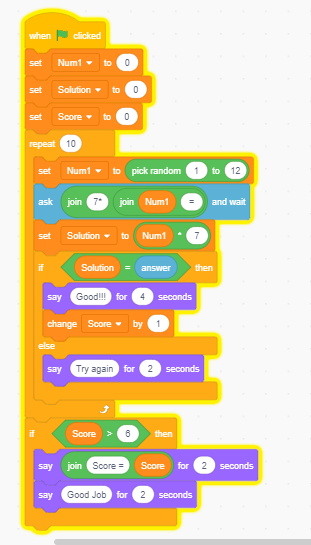 when clicked
set Num1 to 0
set Solution to 0
set Score to 0
repeat 10
set Num1 to pick random 1 to 12
ask join 7* join Num1 = and wait
set Solution to Num1 * 7
if Solution = answer then
say Good!!! for 4 seconds
change Score by 1
else
say Try again for 2 seconds
if Score > 6 then
say join Score = Score for 2 seconds
say Good Job for 2 seconds